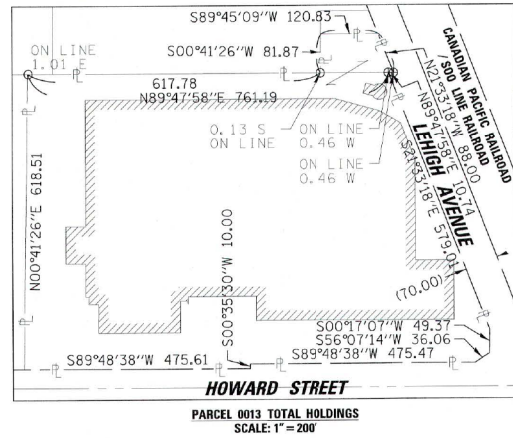 S89°45'09"W 120.83
ON LINE
1.01 E
S00°41'26"W 81.87
617.78
N89°47'58"E 761.19
CANADIAN PACIFIC RAILROAD
/SOO LINE RAILROAD
N21°33'18"W 88.00
N89°47'58"E 10.74
LEHIGH AVENUE
S21°33'18"E 579.01
0.13 S
ON LINE
ON LINE
0.46 W
ON LINE
0.46 W
N00°41'26"E 618.51
S00°35'30"W 10.00
(70.00)
S00°17'07"W 49.37
S56°07'14"W 36.06
S89°48'38"W 475.61
S89°48'38"W 475.47
HOWARD STREET
PARCEL 0013 TOTAL HOLDINGS
SCALE: 1" = 200'